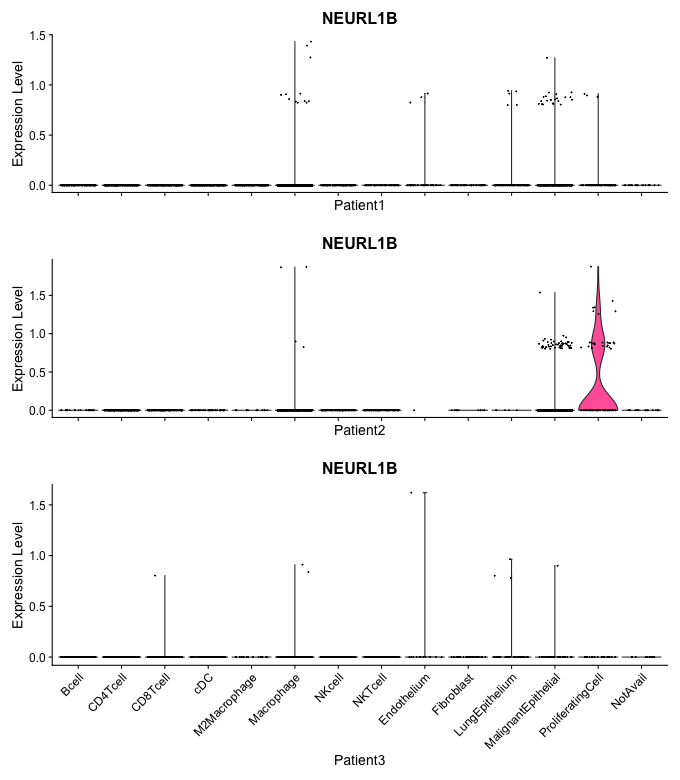 NEURL1B
Expression Level
1.5
1.0
0.5
0.0
Patient1
NEURL1B
Expression Level
1.5
1.0
0.5
0.0
Patient2
NEURL1B
Expression Level
1.5
1.0
0.5
0.0
Bcell
CD4Tcell
CD8Tcell
cDC
M2Macrophage
Macrophage
NKcell
NKTcell
Endothelium
Fibroblast
LungEpithelium
MalignantEpithelial
ProliferatingCell
NotAvail
Patient3